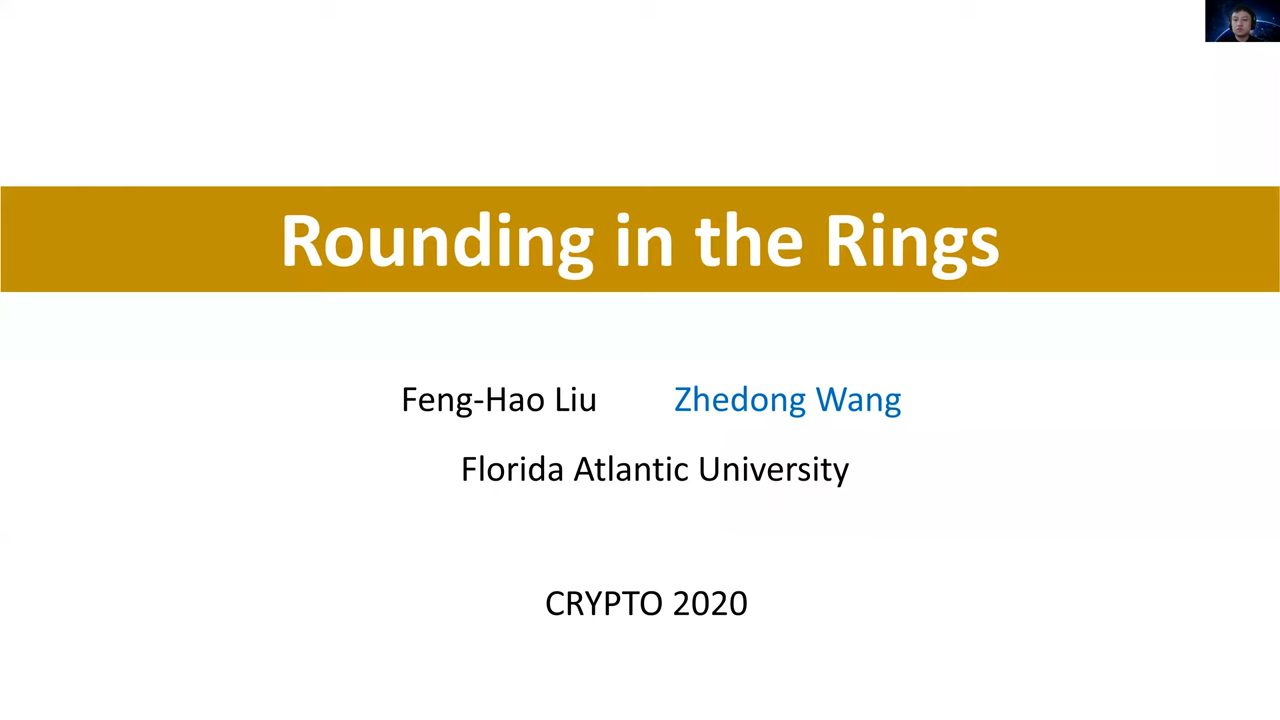 Rounding in the Rings
Feng-Hao Liu Zhedong Wang
Florida Atlantic University
CRYPTO 2020